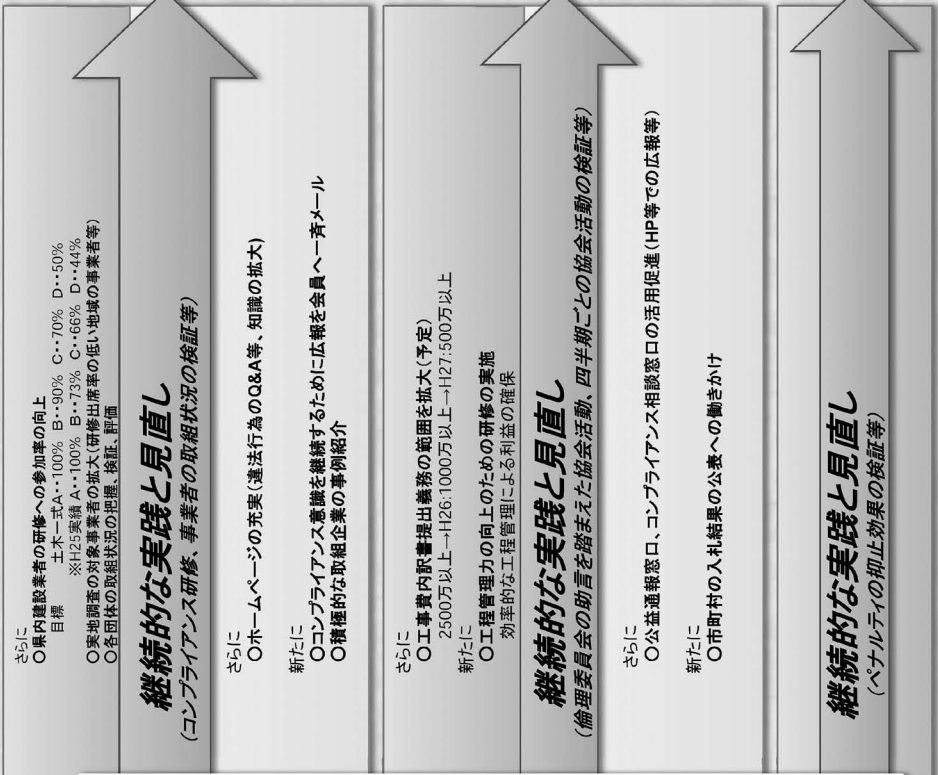 さらに
○県内建設業者の研修への参加率の向上
目標 土木一式A‥100% B‥90% C‥70% D‥50%
※H25実績 A‥100% B‥73% C‥66% D‥44%
○実地調査の対象事業者の拡大(研修出席率の低い地域の事業者等)
○各団体の取組状況の把握、検証、評価
継続的な実践と見直し
(コンプライアンス研修、事業者の取組状況の検証等)
さらに
○ホームページの充実(違法行為のQ&A等、知識の拡大)
新たに
○コンプライアンス意識を継続するために広報を会員へ一斉メール
○積極的な取組企業の事例紹介
さらに
○工事費内訳書提出義務の範囲を拡大(予定)
2500万以上→H26:1000万以上→H27:500万以上
新たに
○工程管理力の向上のための研修の実施
効率的な工程管理による利益の確保
継続的な実践と見直し
(倫理委員会の助言を踏まえた協会活動、四半期ごとの協会活動の検証等)
さらに
○公益通報窓口、コンプライアンス相談窓口の活用促進(HP等での広報等)
新たに
○市町村の入札結果の公表への働きかけ
継続的な実践と見直し
(ペナルティの抑止効果の検証等)